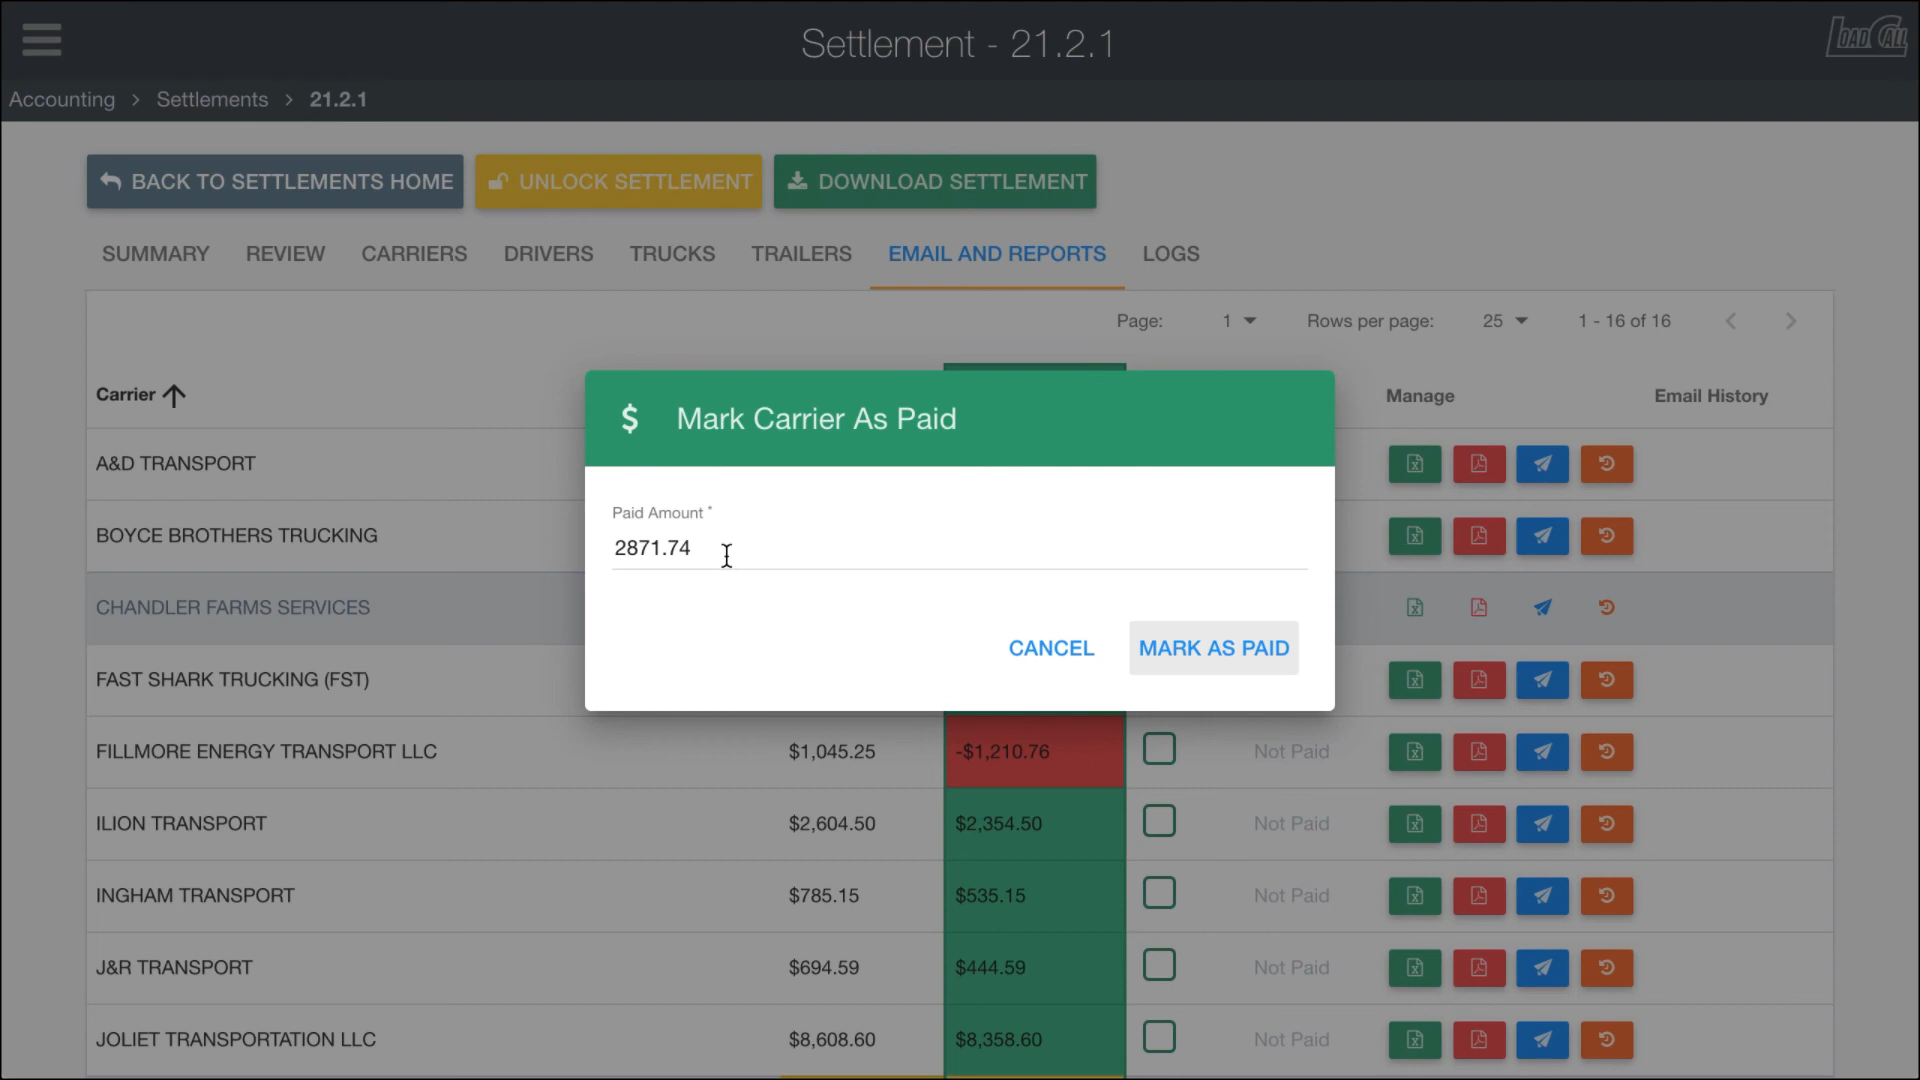 Settlement - 21.2.1
LOAD CALL
Accounting > Settlements > 21.2.1
BACK TO SETTLEMENTS HOME UNLOCK SETTLEMENT DOWNLOAD SETTLEMENT
SUMMARY REVIEW CARRIERS DRIVERS TRUCKS TRAILERS EMAIL AND REPORTS LOGS
Page: 1 Rows per page: 25 1 - 16 of 16
Carrier Manage Email History
$ Mark Carrier As Paid
A&D TRANSPORT
Paid Amount *
BOYCE BROTHERS TRUCKING
2871.74
CHANDLER FARMS SERVICES
CANCEL MARK AS PAID
FAST SHARK TRUCKING (FST)
FILLMORE ENERGY TRANSPORT LLC $1,045.25 -$1,210.76 Not Paid
ILION TRANSPORT $2,604.50 $2,354.50 Not Paid
INGHAM TRANSPORT $785.15 $535.15 Not Paid
J&R TRANSPORT $694.59 $444.59 Not Paid
JOLIET TRANSPORTATION LLC $8,608.60 $8,358.60 Not Paid